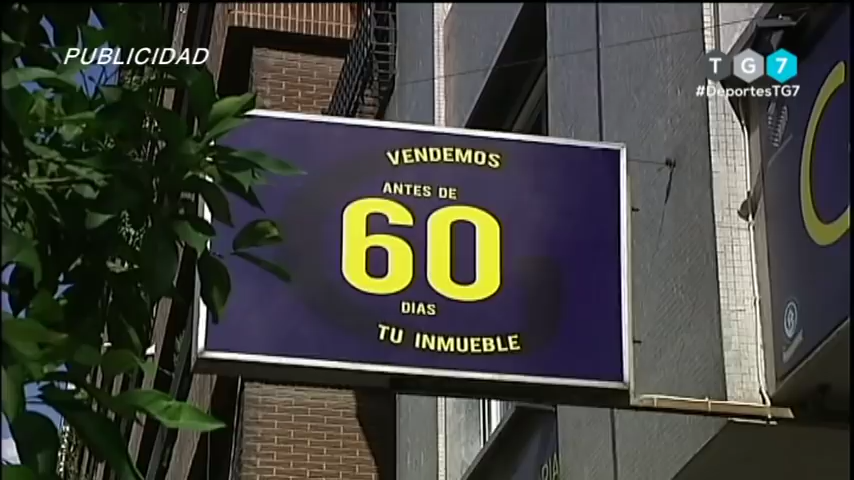 PUBLICIDAD
TG7
#DeportesTG7
VENDEMOS
ANTES DE
60
DIAS
TU INMUEBLE